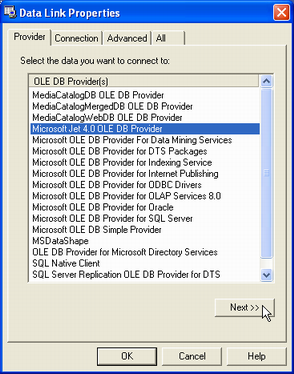 Data Link Properties
Provider Connection Advanced All
Select the data you want to connect to:
OLE DB Provider(s)
MediaCatalogDB OLE DB Provider
MediaCatalogMergedDB OLE DB Provider
MediaCatalogWebDB OLE DB Provider
Microsoft Jet 4.0 OLE DB Provider
Microsoft OLE DB Provider For Data Mining Services
Microsoft OLE DB Provider for DTS Packages
Microsoft OLE DB Provider for Indexing Service
Microsoft OLE DB Provider for Internet Publishing
Microsoft OLE DB Provider for ODBC Drivers
Microsoft OLE DB Provider for OLAP Services 8.0
Microsoft OLE DB Provider for Oracle
Microsoft OLE DB Provider for SQL Server
Microsoft OLE DB Simple Provider
MSDataShape
OLE DB Provider for Microsoft Directory Services
SQL Native Client
SQL Server Replication OLE DB Provider for DTS
Next >>
OK Cancel Help